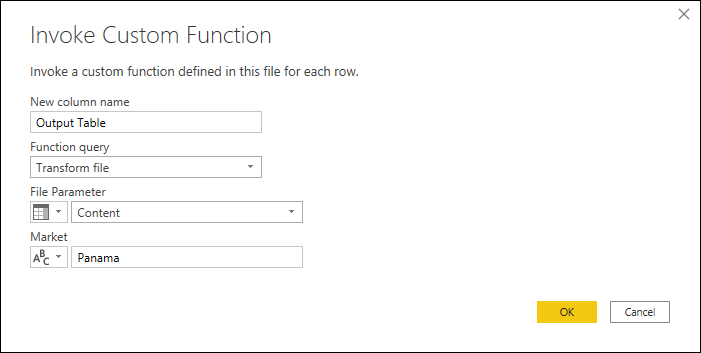 Invoke Custom Function
Invoke a custom function defined in this file for each row.
New column name
Output Table
Function query
Transform file
File Parameter
Content
Market
ABC Panama
OK Cancel